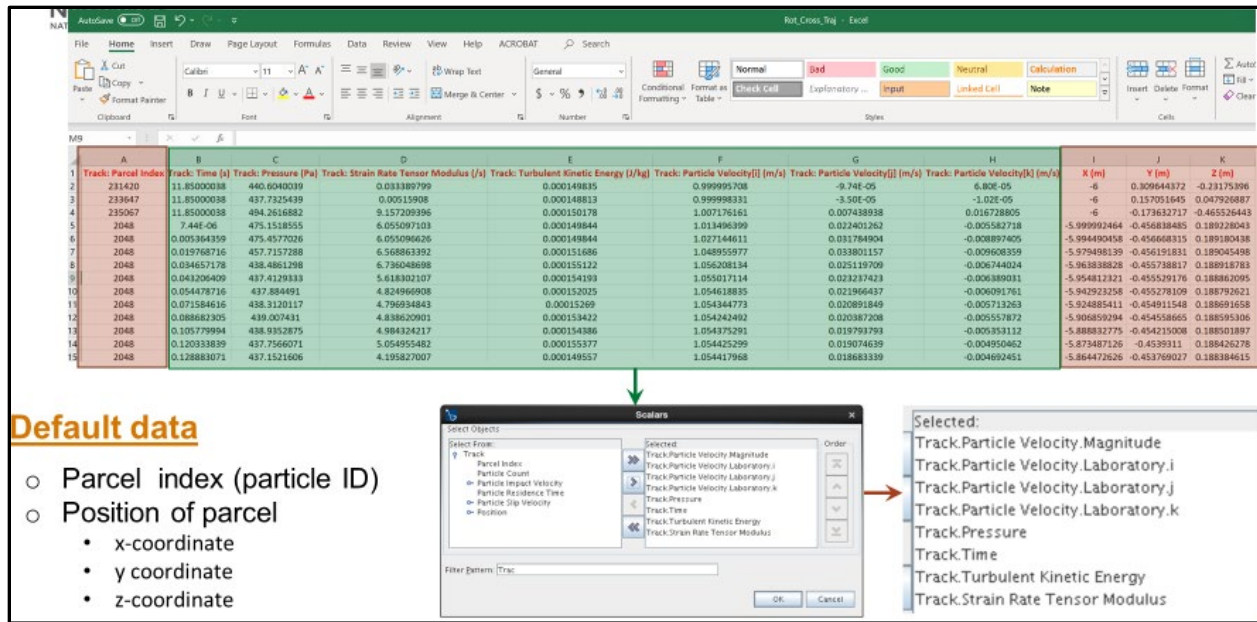 NAT
AutoSave Off
Rot_Cross_Traj - Excel
File Home Insert Draw Page Layout Formulas Data Review View Help ACROBAT Search
Paste
Cut
Copy
Format Painter
Clipboard
Calibri 11
B I U
Font
Wrap Text
Merge & Center
Alignment
General
$ % ,
Number
Conditional Formatting
Format as Table
Normal Bad Good Neutral Calculation
Check Cell Explanatory ... Input Linked Cell Note
Styles
Insert Delete Format
Cells
Auto
Fill
Clear
M9 fx
A B C D E F G H I J K
1 Track: Parcel Index Track: Time (s) Track: Pressure (Pa) Track: Strain Rate Tensor Modulus (/s) Track: Turbulent Kinetic Energy (J/kg) Track: Particle Velocity[i] (m/s) Track: Particle Velocity[j] (m/s) Track: Particle Velocity[k] (m/s) X (m) Y (m) Z (m)
2 231420 11.85000038 440.6040039 0.033389799 0.000149835 0.999995708 -9.74E-05 6.80E-05 -6 0.309644372 -0.23175396
3 233647 11.85000038 437.7325439 0.00515908 0.000148813 0.999998331 -3.50E-05 -1.02E-05 -6 0.157051645 0.047926887
4 235067 11.85000038 494.2616882 9.157209396 0.000150178 1.007176161 0.007438938 0.016728805 -6 -0.173632717 -0.465526443
5 2048 7.44E-06 475.1518555 6.055097103 0.000149844 1.013496399 0.022401262 -0.005582718 -5.999992464 -0.456838485 0.189228043
6 2048 0.005364359 475.4577026 6.055096626 0.000149844 1.027144611 0.031784904 -0.008897405 -5.994490458 -0.456668315 0.189180438
7 2048 0.019768716 457.7157288 6.568863392 0.000151686 1.048955977 0.033801157 -0.009608359 -5.979498139 -0.456191831 0.189045498
8 2048 0.034657178 438.4861298 6.736048698 0.000155122 1.056208134 0.025119709 -0.006744024 -5.963838828 -0.455738817 0.188918783
9 2048 0.043206409 437.4129333 5.618302107 0.000154193 1.055017114 0.023237423 -0.006389031 -5.954812321 -0.455529176 0.188862095
10 2048 0.054478716 437.884491 4.824966908 0.000152025 1.054618835 0.021966437 -0.006091761 -5.942923258 -0.455278109 0.188792621
11 2048 0.071584616 438.3120117 4.796934843 0.00015269 1.054344773 0.020891849 -0.005713263 -5.924885411 -0.454911548 0.188691658
12 2048 0.088682305 439.007431 4.838620901 0.000153422 1.054242492 0.020387208 -0.005557872 -5.906859294 -0.454558665 0.188595306
13 2048 0.105779994 438.9352875 4.984324217 0.000154386 1.054375291 0.019793793 -0.005353112 -5.888832775 -0.454215008 0.188501897
14 2048 0.120333839 437.7566071 5.054955482 0.000155377 1.054425299 0.019074639 -0.004950462 -5.873487126 -0.4539311 0.188426278
15 2048 0.128883071 437.1521606 4.195827007 0.000149557 1.054417968 0.018683339 -0.004692451 -5.864472626 -0.453769027 0.188384615
Default data
Parcel index (particle ID)
Position of parcel
x-coordinate
y coordinate
z-coordinate
Scalars
Select Objects
Select From:
Track
Parcel Index
Particle Count
Particle Impact Velocity
Particle Residence Time
Particle Slip Velocity
Position
Selected:
Track.Particle Velocity.Magnitude
Track.Particle Velocity.Laboratory.i
Track.Particle Velocity.Laboratory.j
Track.Particle Velocity.Laboratory.k
Track.Pressure
Track.Time
Track.Turbulent Kinetic Energy
Track.Strain Rate Tensor Modulus
Order
Filter Pattern: Trac
OK Cancel
Selected:
Track.Particle Velocity.Magnitude
Track.Particle Velocity.Laboratory.i
Track.Particle Velocity.Laboratory.j
Track.Particle Velocity.Laboratory.k
Track.Pressure
Track.Time
Track.Turbulent Kinetic Energy
Track.Strain Rate Tensor Modulus